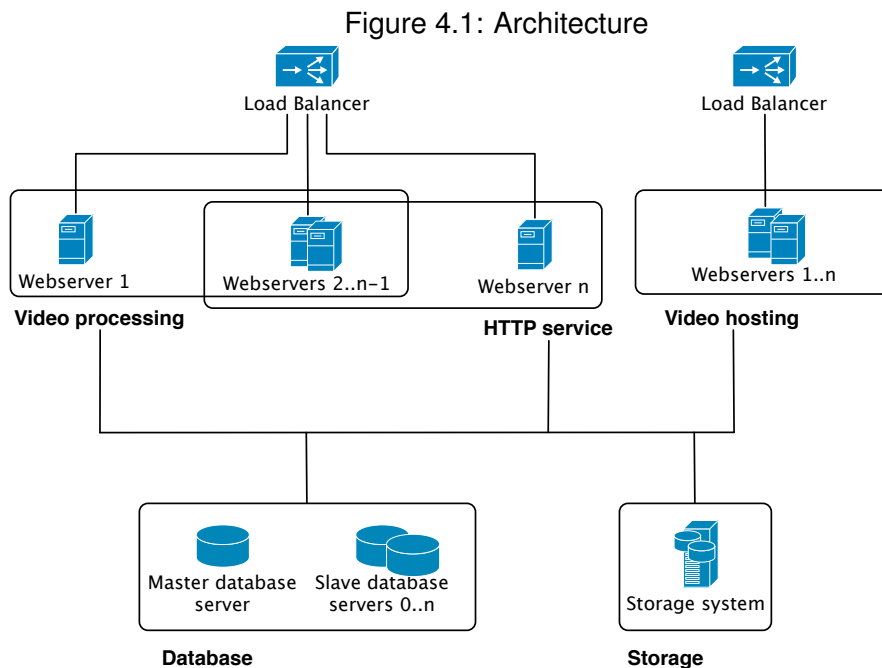 Figure 4.1: Architecture
Load Balancer
Load Balancer
Webserver 1
Webservers 2..n-1
Webserver n
Webservers 1..n
Video processing
HTTP service
Video hosting
Master database
server
Slave database
servers 0..n
Storage system
Database
Storage